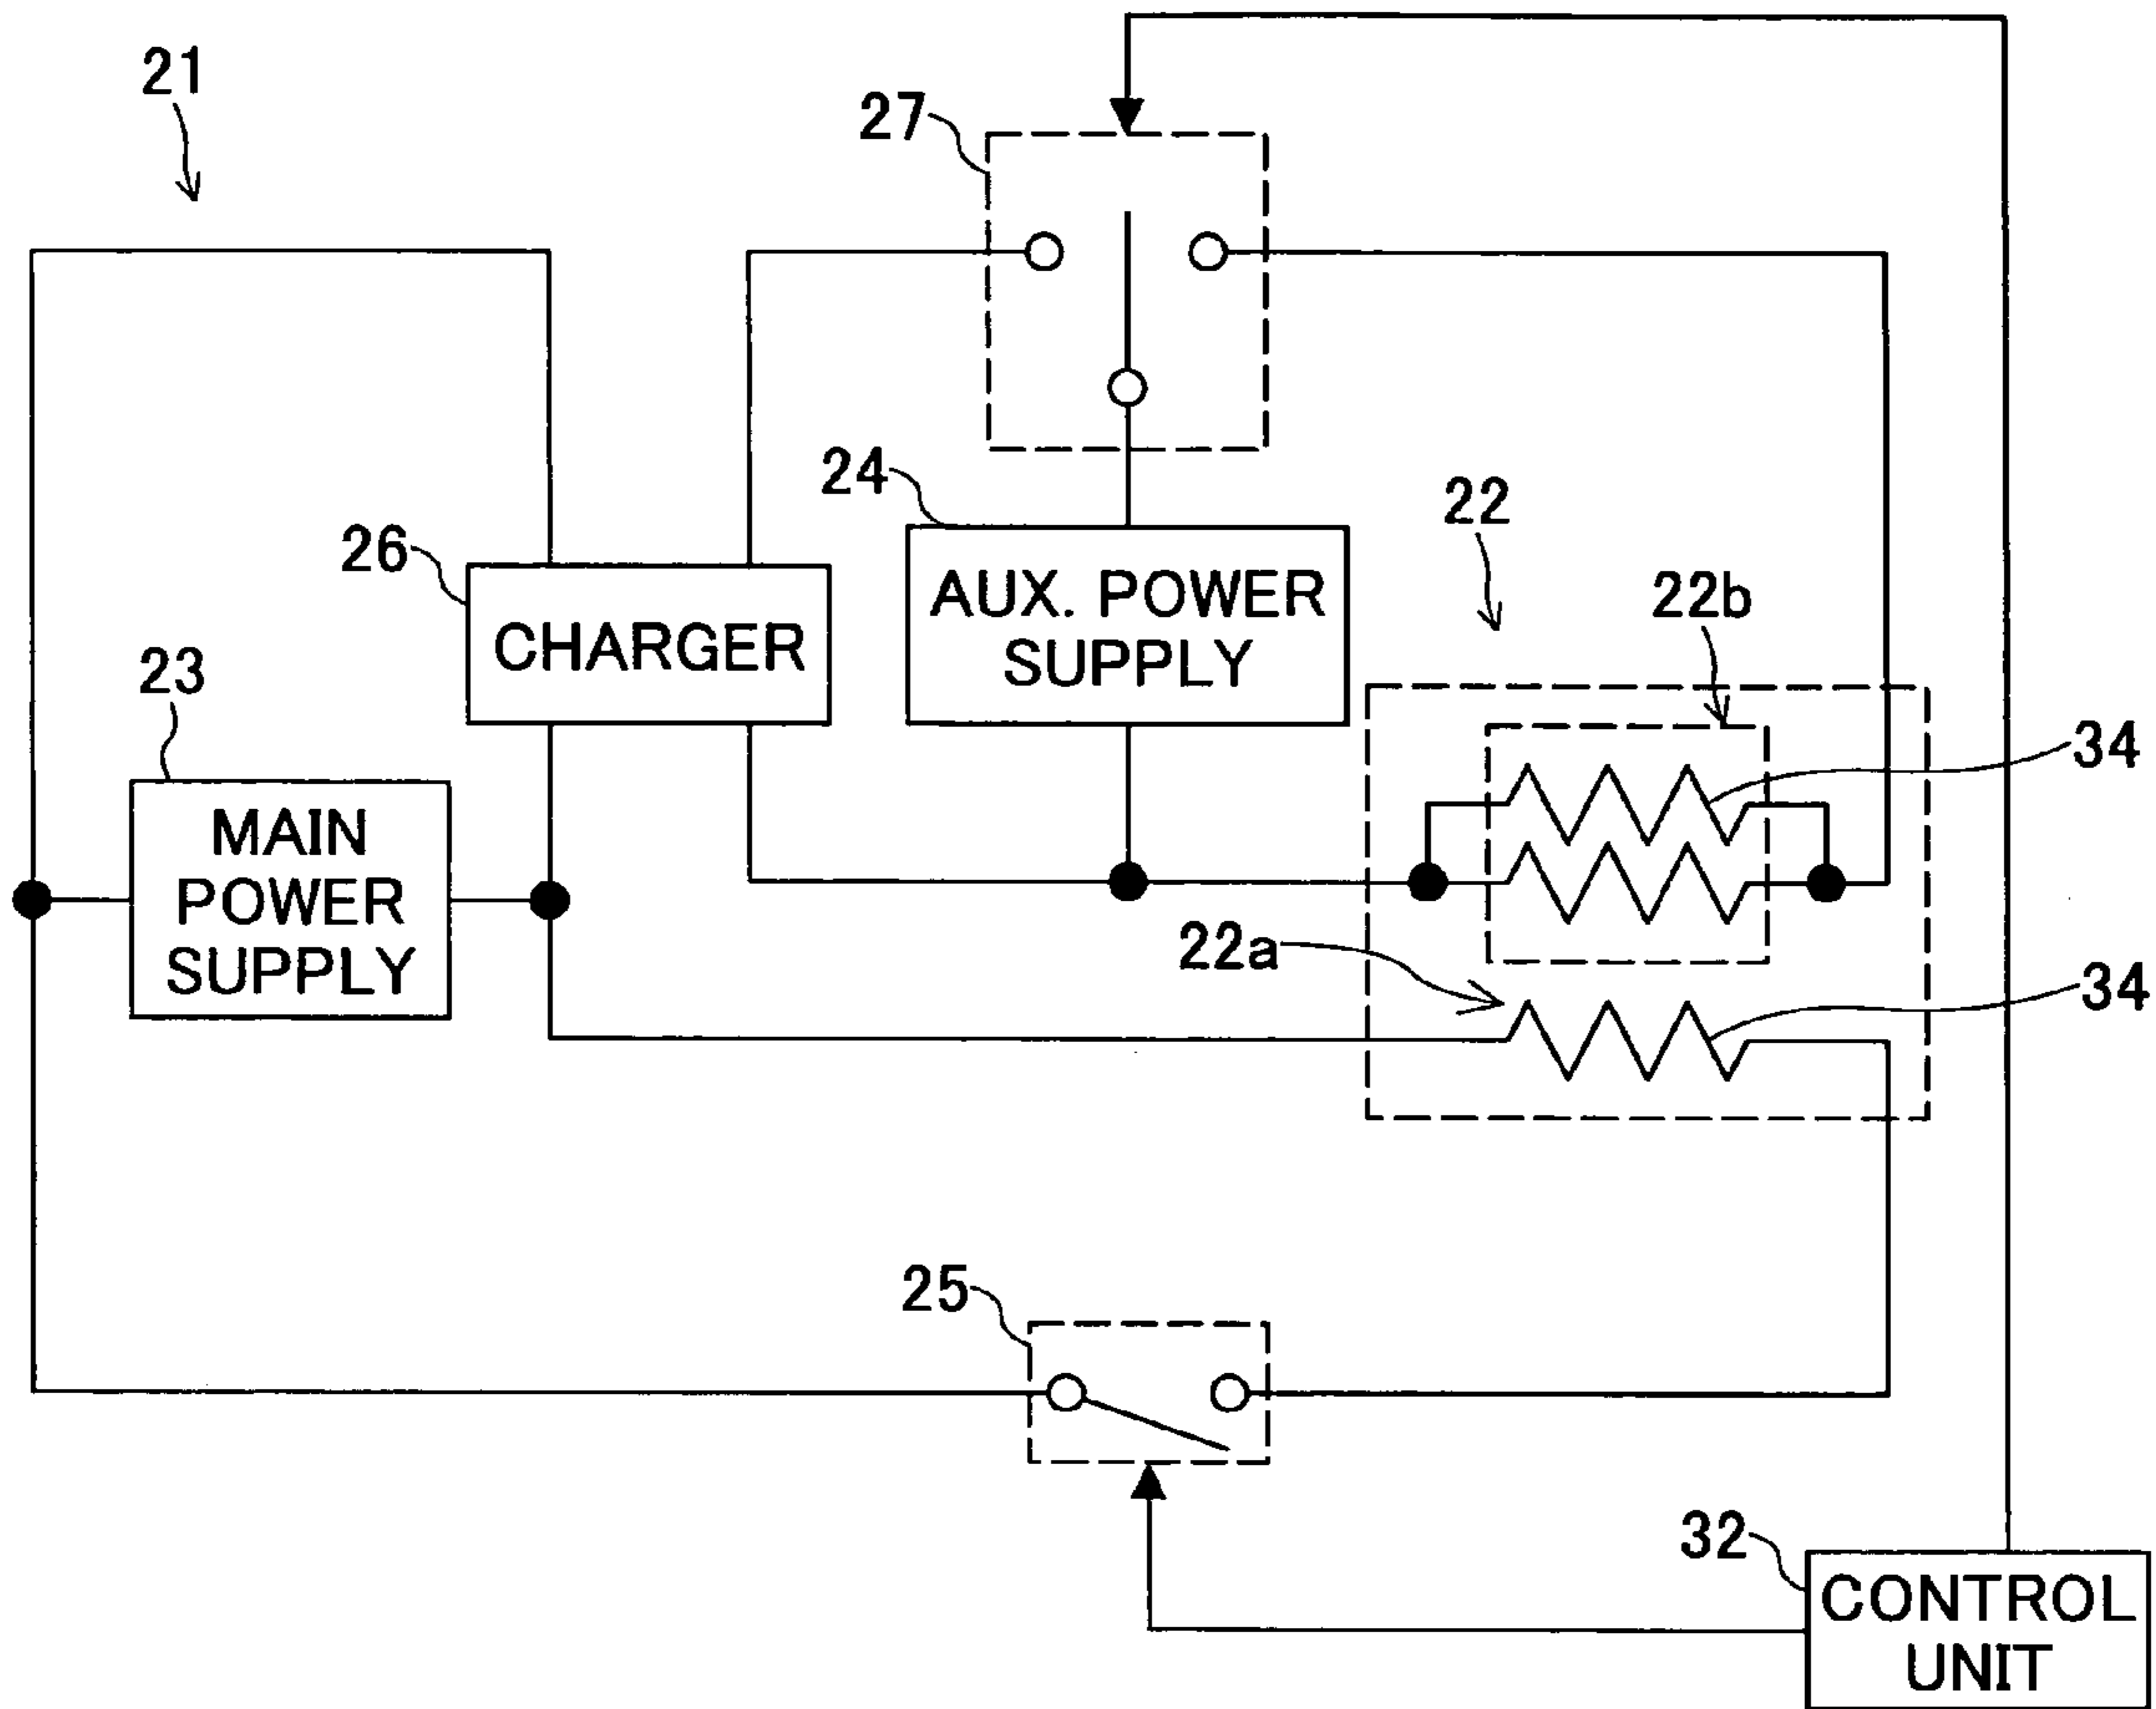 21
27
24
22
26
CHARGER
AUX. POWER
SUPPLY
22b
23
34
MAIN
POWER
SUPPLY
22a
34
25
32
CONTROL
UNIT